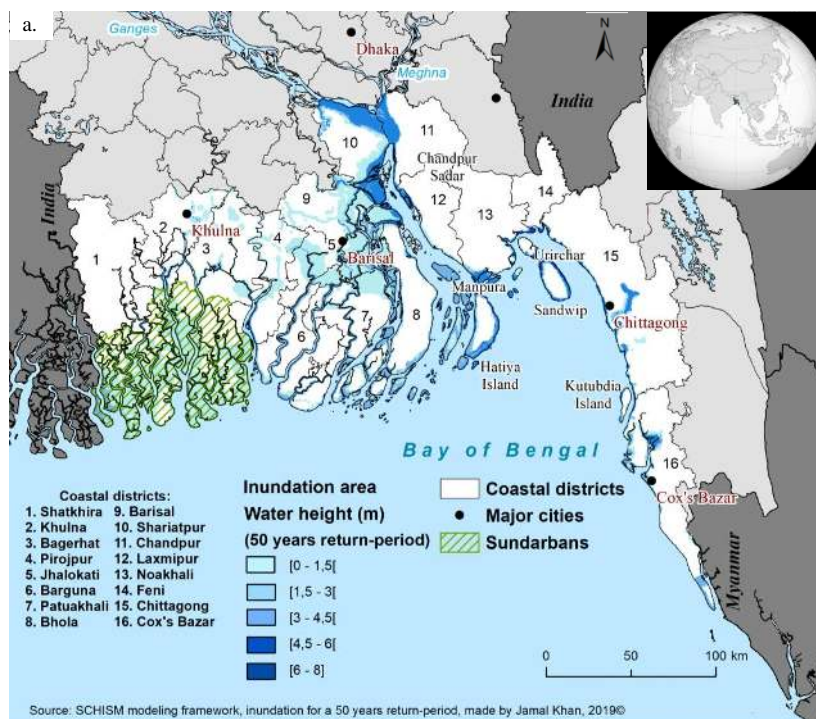 a.
Ganges
Dhaka
N
Meghna
India
11
10
Chandpur
Sadar
14
India
2
9
12
13
1
Khulna
3
4
5
Barisal
Urirchar
15
Manpura
Sandwip
Chittagong
6
7
8
Hatiya
Island
Kutubdia
Island
Bay of Bengal
16
Cox's Bazar
Myanmar
Coastal districts:
1. Shatkhira 9. Barisal
2. Khulna 10. Shariatpur
3. Bagerhat 11. Chandpur
4. Pirojpur 12. Laxmipur
5. Jhalokati 13. Noakhali
6. Barguna 14. Feni
7. Patuakhali 15. Chittagong
8. Bhola 16. Cox's Bazar
Inundation area
Water height (m)
(50 years return-period)
[0 - 1,5[
[1,5 - 3[
[3 - 4,5[
[4,5 - 6[
[6 - 8]
Coastal districts
Major cities
Sundarbans
0 50 100 km
Source: SCHISM modeling framework, inundation for a 50 years return-period, made by Jamal Khan, 2019©